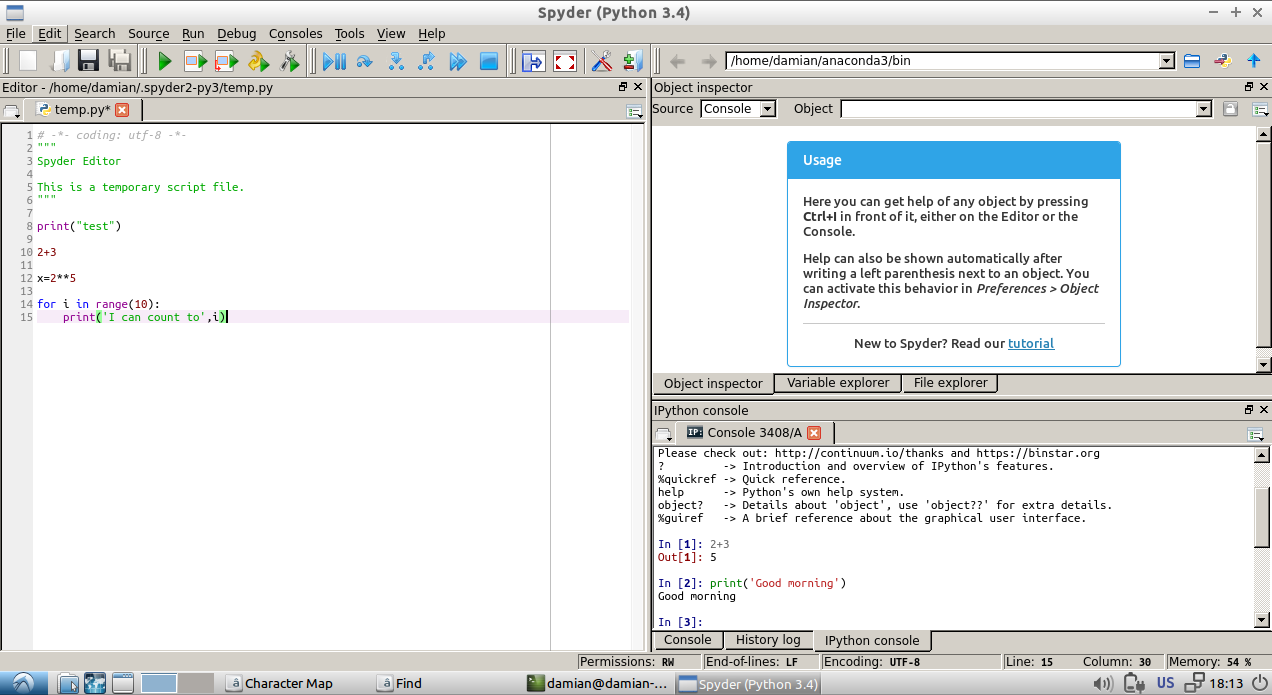 Spyder (Python 3.4)
File Edit Search Source Run Debug Consoles Tools View Help
/home/damian/anaconda3/bin
Editor - /home/damian/.spyder2-py3/temp.py
temp.py*
1 # -*- coding: utf-8 -*-
2 """
3 Spyder Editor
4
5 This is a temporary script file.
6 """
7
8 print("test")
9
10 2+3
11
12 x=2**5
13
14 for i in range(10):
15     print('I can count to',i)
Object inspector
Source Console Object
Usage
Here you can get help of any object by pressing
Ctrl+I in front of it, either on the Editor or the
Console.
Help can also be shown automatically after
writing a left parenthesis next to an object. You
can activate this behavior in Preferences > Object
Inspector.
New to Spyder? Read our tutorial
Object inspector Variable explorer File explorer
IPython console
IP: Console 3408/A
Please check out: http://continuum.io/thanks and https://binstar.org
?         -> Introduction and overview of IPython's features.
%quickref -> Quick reference.
help      -> Python's own help system.
object?   -> Details about 'object', use 'object??' for extra details.
%guiref   -> A brief reference about the graphical user interface.
In [1]: 2+3
Out[1]: 5
In [2]: print('Good morning')
Good morning
In [3]:
Console History log IPython console
Permissions: RW End-of-lines: LF Encoding: UTF-8 Line: 15 Column: 30 Memory: 54 %
Character Map Find damian@damian-... Spyder (Python 3.4) US 18:13